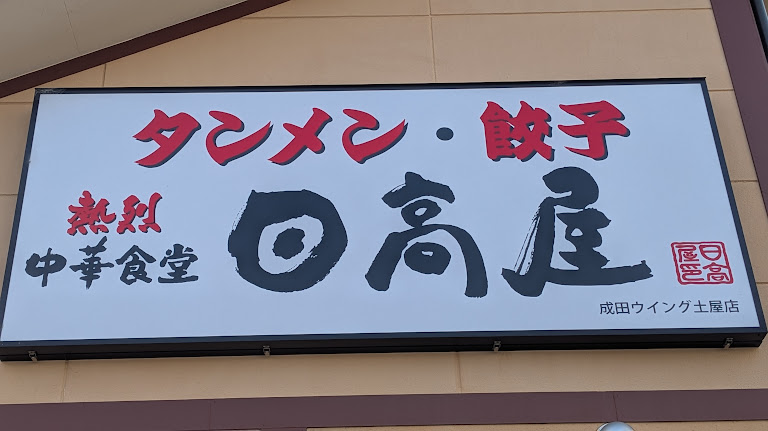 タンメン・餃子
熱烈
中華食堂
日高屋
日高
屋印
成田ウイング土屋店